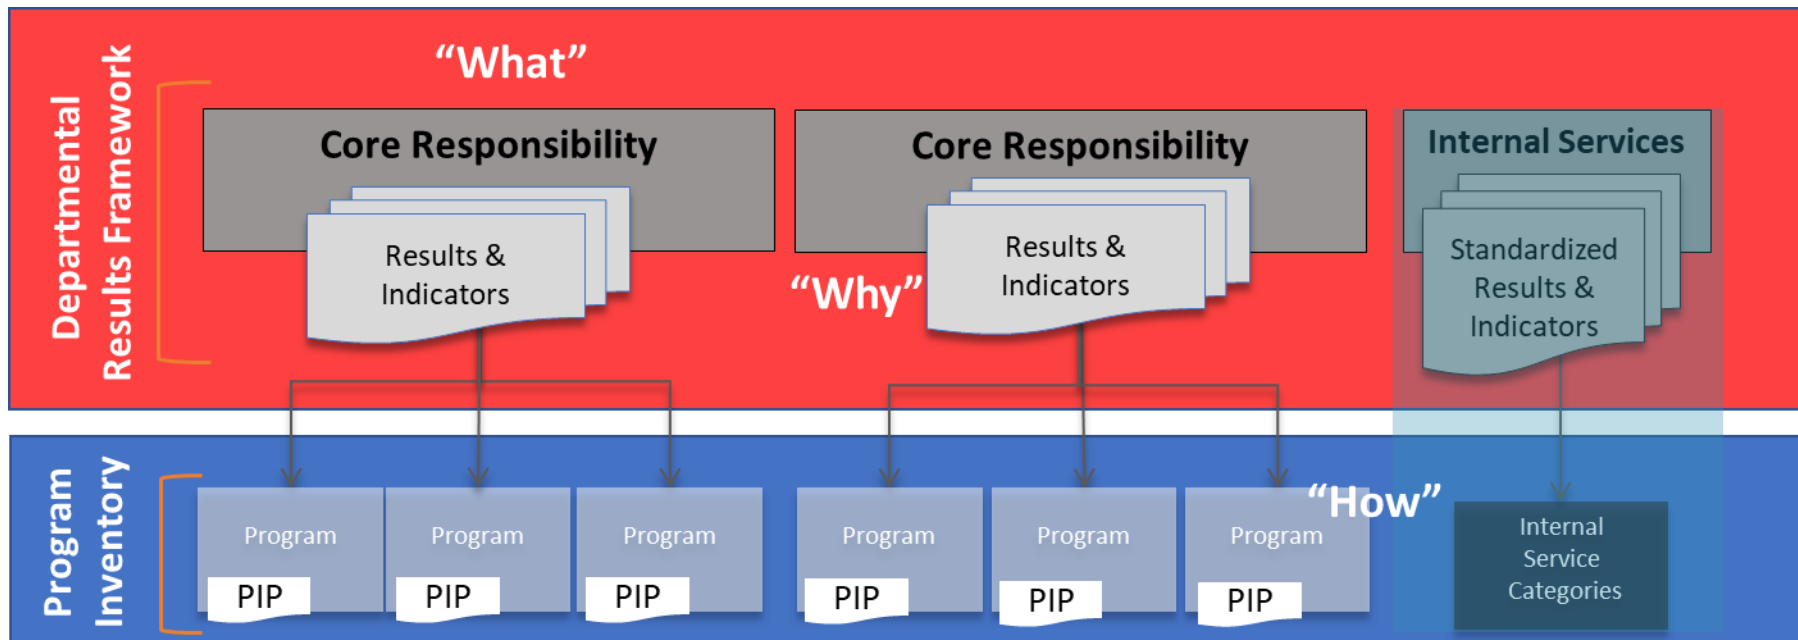 Departmental
Results Framework
“What”
Core Responsibility
Results &
Indicators
“Why”
Core Responsibility
Results &
Indicators
Internal Services
Standardized
Results &
Indicators
Program
Inventory
Program
PIP
Program
PIP
Program
PIP
Program
PIP
Program
PIP
Program
PIP
“How”
Internal
Service
Categories